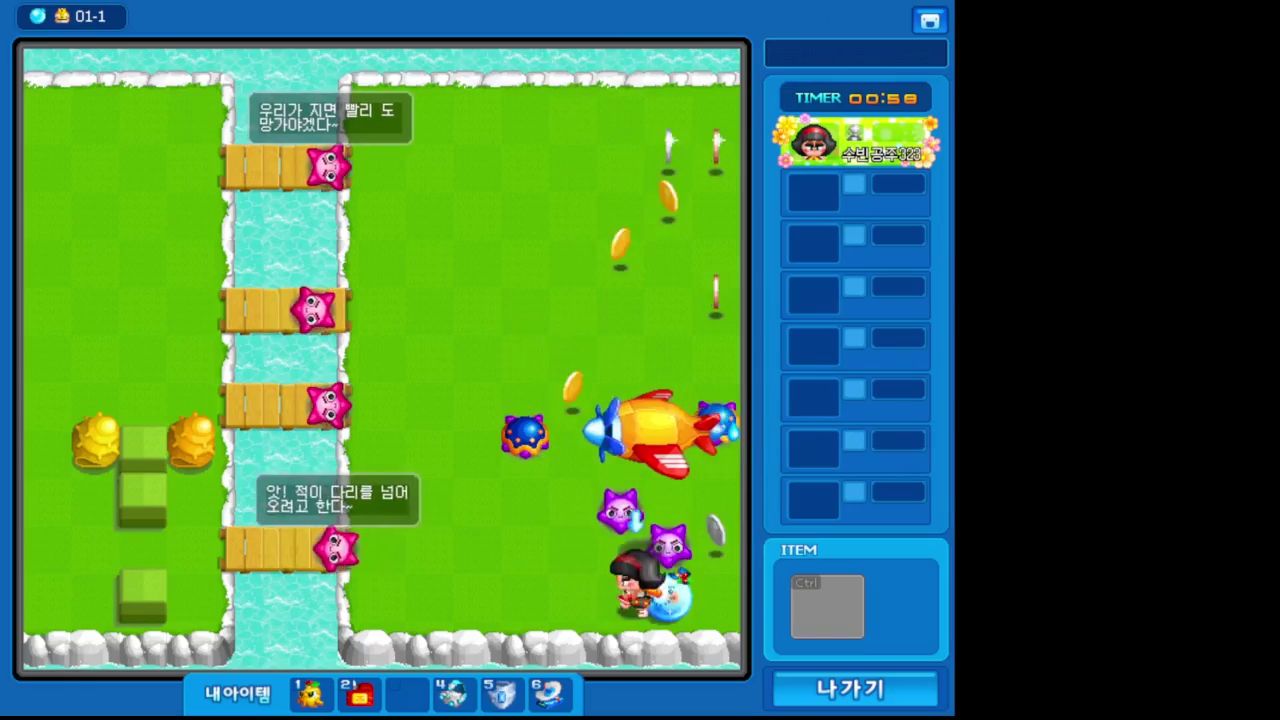 01-1
우리가 지면 빨리 도
망가야겠다~
TIMER 00:58
수빈공주023
앗! 적이 다리를 넘어
오려고 한다~
ITEM
Ctrl
내아이템
1
2
4
5
6
나가기